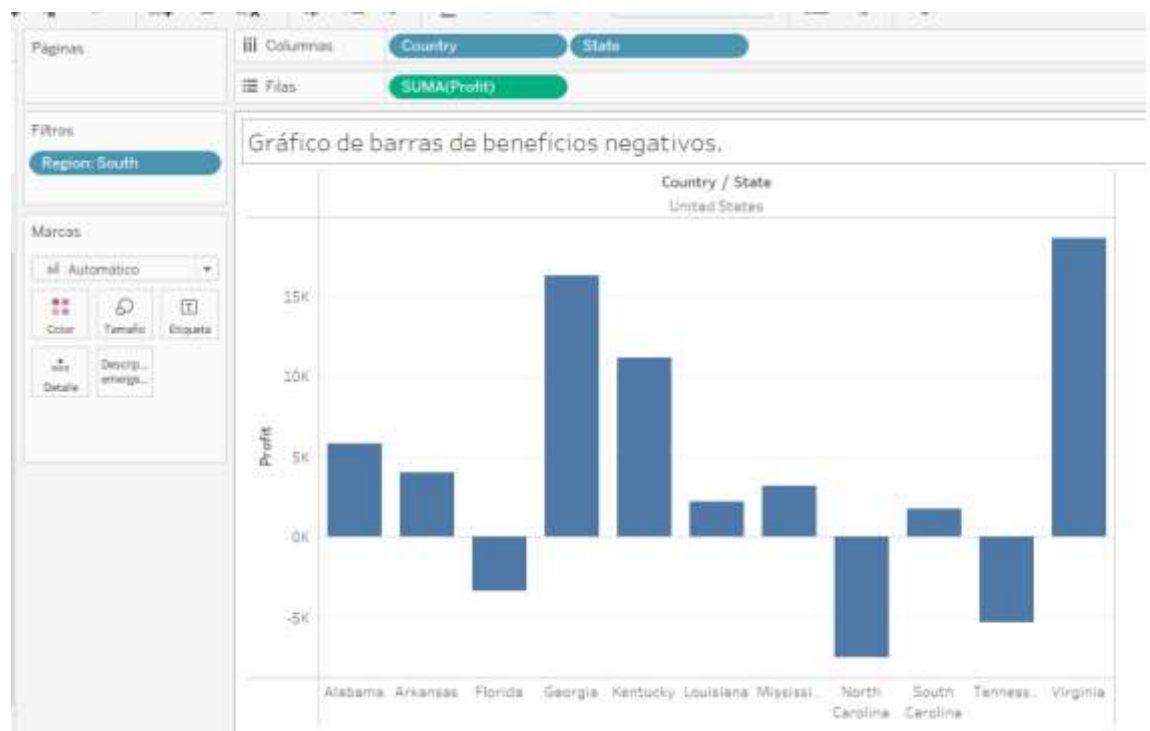 Páginas
Columnas
Country
State
Filas
SUMA(Profit)
Filtros
Region: South
Gráfico de barras de beneficios negativos.
Country / State
United States
Marcas
Automático
Color
Tamaño
Etiqueta
Detalle
Descrip...
emerge...
Profit
15K
10K
5K
0K
-5K
Alabama
Arkansas
Florida
Georgia
Kentucky
Louisiana
Mississi..
North
Carolina
South
Carolina
Tenness..
Virginia